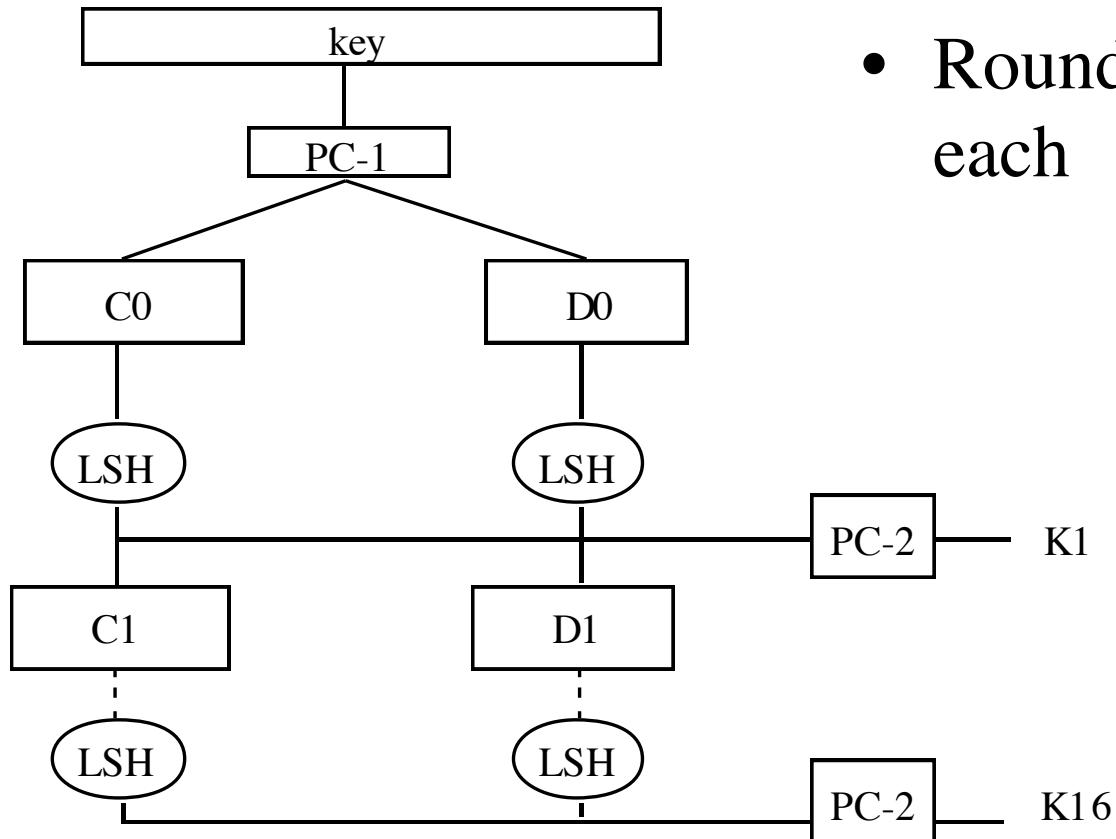 key
• Round
each
PC-1
C0 D0
LSH LSH
PC-2 K1
C1 D1
LSH LSH
PC-2 K16